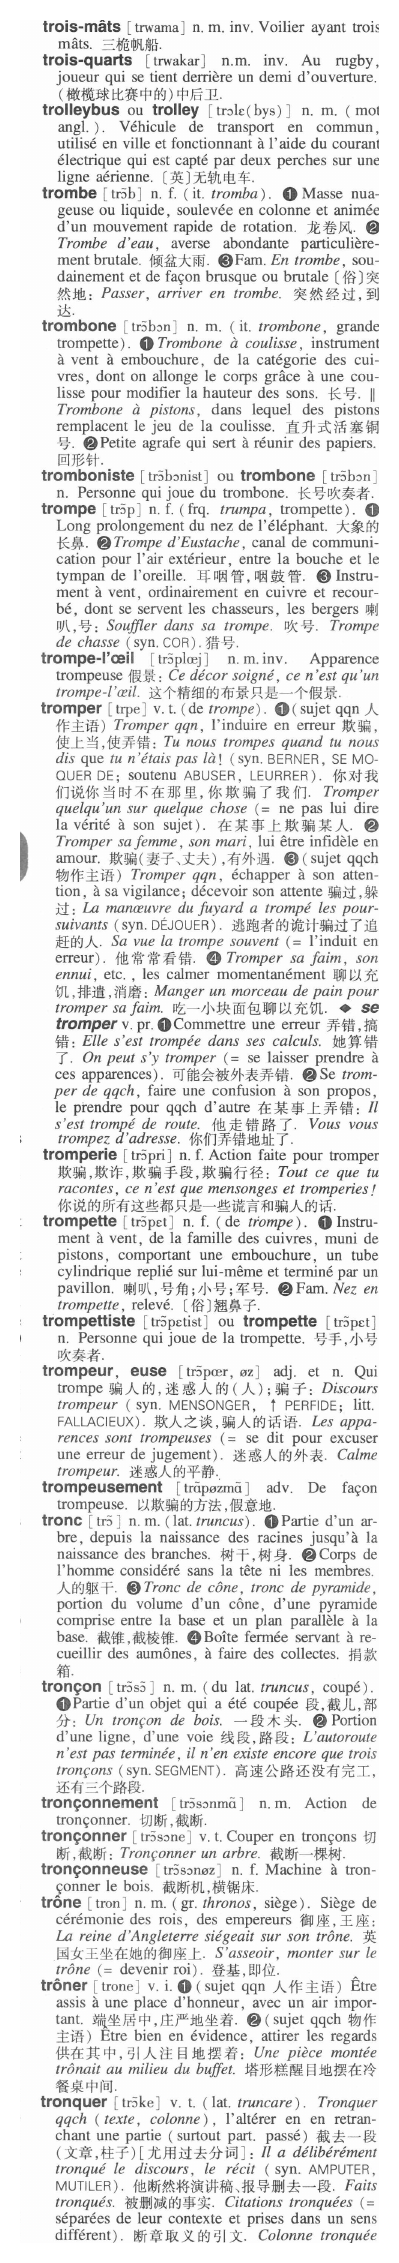 trois-mâts [trwama] n. m. inv. Voilier ayant trois
mâts. 三桅帆船.
trois-quarts [trwakar] n.m. inv. Au rugby,
joueur qui se tient derrière un demi d'ouverture.
(橄榄球比赛中的)中后卫.
trolleybus ou trolley [trɔlɛ(bys)] n. m. (mot
angl.). Véhicule de transport en commun,
utilisé en ville et fonctionnant à l'aide du courant
électrique qui est capté par deux perches sur une
ligne aérienne. 〔英〕无轨电车.
trombe [trɔ̃b] n. f. (it. tromba). ❶ Masse nua-
geuse ou liquide, soulevée en colonne et animée
d'un mouvement rapide de rotation. 龙卷风. ❷
Trombe d'eau, averse abondante particulière-
ment brutale. 倾盆大雨. ❸Fam. En trombe, sou-
dainement et de façon brusque ou brutale〔俗〕突
然地: Passer, arriver en trombe. 突然经过,到
达.
trombone [trɔ̃bɔn] n. m. (it. trombone, grande
trompette). ❶Trombone à coulisse, instrument
à vent à embouchure, de la catégorie des cui-
vres, dont on allonge le corps grâce à une cou-
lisse pour modifier la hauteur des sons. 长号. ‖
Trombone à pistons, dans lequel des pistons
remplacent le jeu de la coulisse. 直升式活塞铜
号. ❷Petite agrafe qui sert à réunir des papiers.
回形针.
tromboniste [trɔ̃bɔnist] ou trombone [trɔ̃bɔn]
n. Personne qui joue du trombone. 长号吹奏者.
trompe [trɔ̃p] n. f. (frq. trumpa, trompette). ❶
Long prolongement du nez de l'éléphant. 大象的
长鼻. ❷Trompe d'Eustache, canal de communi-
cation pour l'air extérieur, entre la bouche et le
tympan de l'oreille. 耳咽管,咽鼓管. ❸ Instru-
ment à vent, ordinairement en cuivre et recour-
bé, dont se servent les chasseurs, les bergers 喇
叭,号: Souffler dans sa trompe. 吹号. Trompe
de chasse (syn. COR). 猎号.
trompe-l'œil [trɔ̃plœj] n. m. inv. Apparence
trompeuse 假景: Ce décor soigné, ce n'est qu'un
trompe-l'œil. 这个精细的布景只是一个假景.
tromper [trɔ̃pe] v. t. (de trompe). ❶(sujet qqn 人
作主语) Tromper qqn, l'induire en erreur 欺骗,
使上当,使弄错: Tu nous trompes quand tu nous
dis que tu n'étais pas là! (syn. BERNER, SE MO-
QUER DE; soutenu ABUSER, LEURRER). 你对我
们说你当时不在那里,你欺骗了我们. Tromper
quelqu'un sur quelque chose (= ne pas lui dire
la vérité à son sujet). 在某事上欺骗某人. ❷
Tromper sa femme, son mari, lui être infidèle en
amour. 欺骗(妻子、丈夫),有外遇. ❸(sujet qqch
物作主语) Tromper qqn, échapper à son atten-
tion, à sa vigilance; décevoir son attente 骗过,躲
过: La manœuvre du fuyard a trompé les pour-
suivants (syn. DÉJOUER). 逃跑者的诡计骗过了追
赶的人. Sa vue la trompe souvent (= l'induit en
erreur). 他常常看错. ❹ Tromper sa faim, son
ennui, etc., les calmer momentanément 聊以充
饥,排遣,消磨: Manger un morceau de pain pour
tromper sa faim. 吃一小块面包聊以充饥. ◆ se
tromper v. pr. ❶Commettre une erreur 弄错,搞
错: Elle s'est trompée dans ses calculs. 她算错
了. On peut s'y tromper (= se laisser prendre à
ces apparences). 可能会被外表弄错. ❷Se trom-
per de qqch, faire une confusion à son propos,
le prendre pour qqch d'autre 在某事上弄错: Il
s'est trompé de route. 他走错路了. Vous vous
trompez d'adresse. 你们弄错地址了.
tromperie [trɔ̃pri] n. f. Action faite pour tromper
欺骗,欺诈,欺骗手段,欺骗行径: Tout ce que tu
racontes, ce n'est que mensonges et tromperies!
你说的所有这些都只是一些谎言和骗人的话.
trompette [trɔ̃pɛt] n. f. (de trompe). ❶ Instru-
ment à vent, de la famille des cuivres, muni de
pistons, comportant une embouchure, un tube
cylindrique replié sur lui-même et terminé par un
pavillon. 喇叭,号角;小号;军号. ❷Fam. Nez en
trompette, relevé. 〔俗〕翘鼻子.
trompettiste [trɔ̃pɛtist] ou trompette [trɔ̃pɛt]
n. Personne qui joue de la trompette. 号手,小号
吹奏者.
trompeur, euse [trɔ̃pœr, øz] adj. et n. Qui
trompe 骗人的,迷惑人的(人);骗子: Discours
trompeur (syn. MENSONGER, ↑ PERFIDE; litt.
FALLACIEUX). 欺人之谈,骗人的话语. Les appa-
rences sont trompeuses (= se dit pour excuser
une erreur de jugement). 迷惑人的外表. Calme
trompeur. 迷惑人的平静.
trompeusement [trɑ̃pøzmɑ̃] adv. De façon
trompeuse. 以欺骗的方法,假意地.
tronc [trɔ̃] n. m. (lat. truncus). ❶Partie d'un ar-
bre, depuis la naissance des racines jusqu'à la
naissance des branches. 树干,树身. ❷Corps de
l'homme considéré sans la tête ni les membres.
人的躯干. ❸Tronc de cône, tronc de pyramide,
portion du volume d'un cône, d'une pyramide
comprise entre la base et un plan parallèle à la
base. 截锥,截棱锥. ❹Boîte fermée servant à re-
cueillir des aumônes, à faire des collectes. 捐款
箱.
tronçon [trɔ̃sɔ̃] n. m. (du lat. truncus, coupé).
❶Partie d'un objet qui a été coupée 段,截儿,部
分: Un tronçon de bois. 一段木头. ❷ Portion
d'une ligne, d'une voie 线段,路段: L'autoroute
n'est pas terminée, il n'en existe encore que trois
tronçons (syn. SEGMENT). 高速公路还没有完工,
还有三个路段.
tronçonnement [trɔ̃sɔnmɑ̃] n. m. Action de
tronçonner. 切断,截断.
tronçonner [trɔ̃sɔne] v. t. Couper en tronçons 切
断,截断: Tronçonner un arbre. 截断一棵树.
tronçonneuse [trɔ̃sɔnøz] n. f. Machine à tron-
çonner le bois. 截断机,横锯床.
trône [tron] n. m. (gr. thronos, siège). Siège de
cérémonie des rois, des empereurs 御座,王座:
La reine d'Angleterre siégeait sur son trône. 英
国女王坐在她的御座上. S'asseoir, monter sur le
trône (= devenir roi). 登基,即位.
trôner [trone] v. i. ❶(sujet qqn 人作主语) Être
assis à une place d'honneur, avec un air impor-
tant. 端坐居中,庄严地坐着. ❷(sujet qqch 物作
主语) Être bien en évidence, attirer les regards
供在其中,引人注目地摆着: Une pièce montée
trônait au milieu du buffet. 塔形糕醒目地摆在冷
餐桌中间.
tronquer [trɔ̃ke] v. t. (lat. truncare). Tronquer
qqch (texte, colonne), l'altérer en en retran-
chant une partie (surtout part. passé) 截去一段
(文章,柱子)[尤用过去分词]: Il a délibérément
tronqué le discours, le récit (syn. AMPUTER,
MUTILER). 他断然将演讲稿、报导删去一段. Faits
tronqués. 被删减的事实. Citations tronquées (=
séparées de leur contexte et prises dans un sens
différent). 断章取义的引文. Colonne tronquée